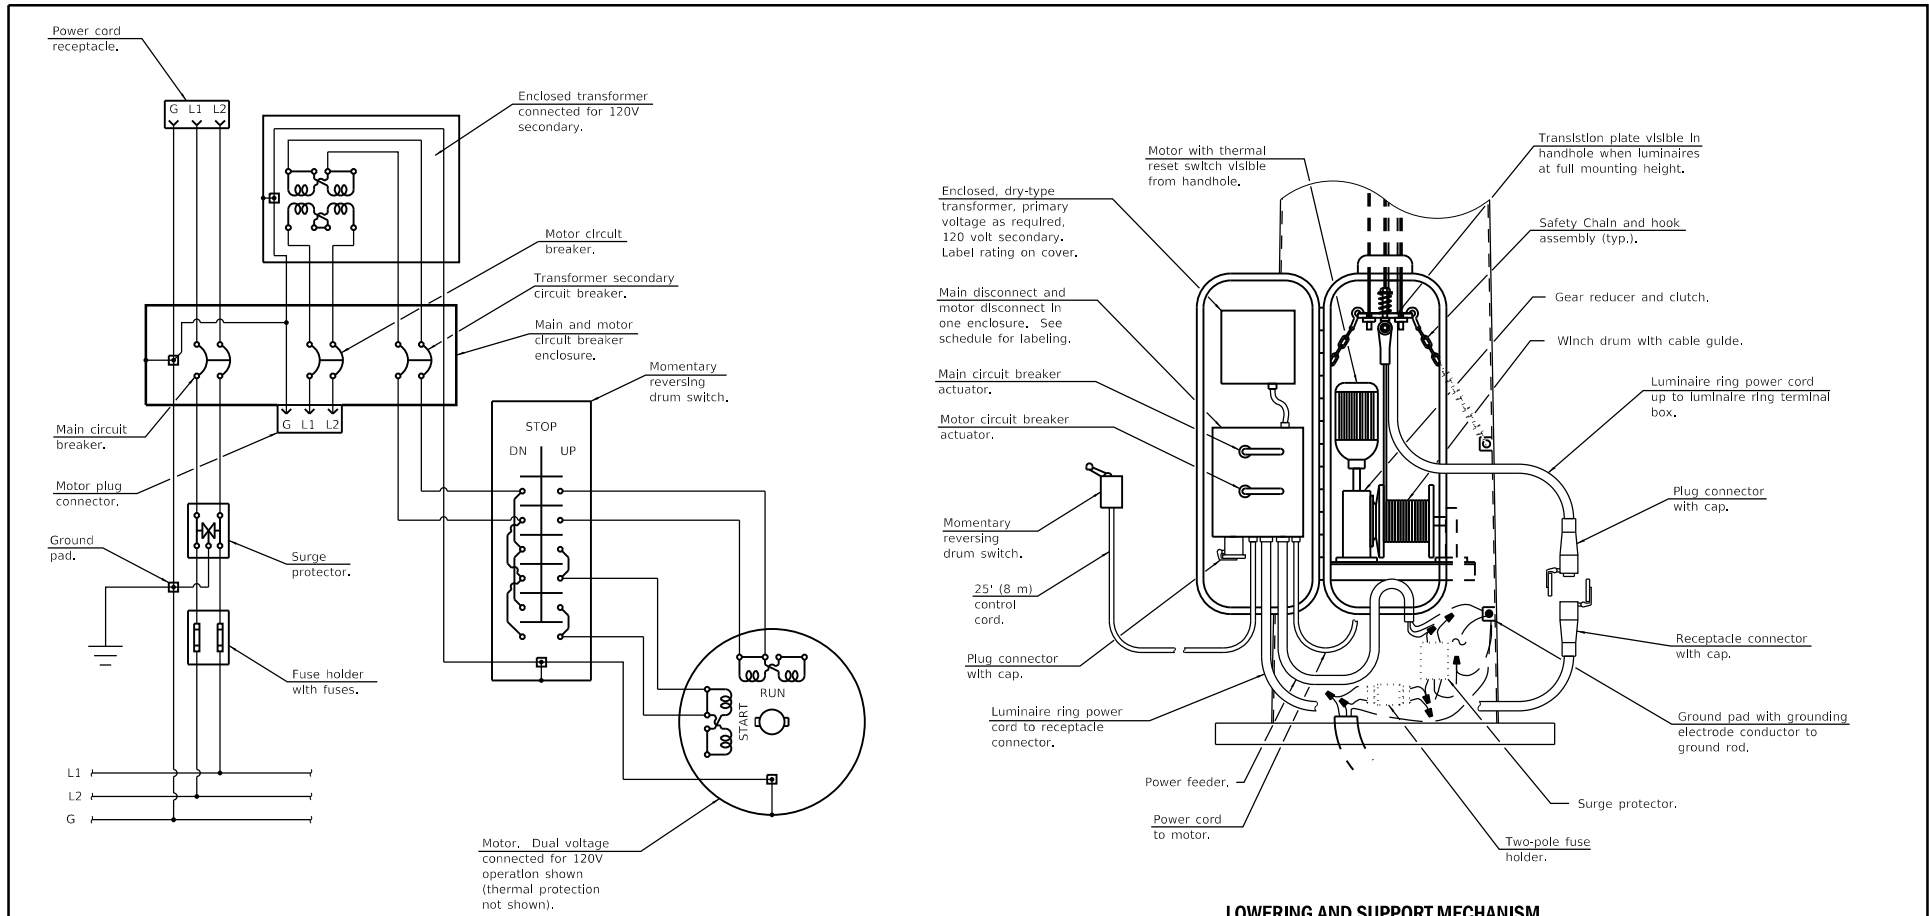 Power cord
receptacle.
G L1 L2
Enclosed transformer
connected for 120V
secondary.
Motor circuit
breaker.
Transformer secondary
circuit breaker.
Main and motor
circuit breaker
enclosure.
Momentary
reversing
drum switch.
G L1 L2
Main circuit
breaker.
Motor plug
connector.
STOP
DN UP
Ground
pad.
Surge
protector.
Fuse holder
with fuses.
RUN
START
L1
L2
G
Motor. Dual voltage
connected for 120V
operation shown
(thermal protection
not shown).
Motor with thermal
reset switch visible
from handhole.
Enclosed, dry-type
transformer, primary
voltage as required,
120 volt secondary.
Label rating on cover.
Main disconnect and
motor disconnect in
one enclosure. See
schedule for labeling.
Main circuit breaker
actuator.
Motor circuit breaker
actuator.
Momentary
reversing
drum switch.
25' (8 m)
control
cord.
Plug connector
with cap.
Luminaire ring power
cord to receptacle
connector.
Power feeder.
Power cord
to motor.
Transistion plate visible in
handhole when luminaires
at full mounting height.
Safety Chain and hook
assembly (typ.).
Gear reducer and clutch.
Winch drum with cable guide.
Luminaire ring power cord
up to luminaire ring terminal
box.
Plug connector
with cap.
Receptacle connector
with cap.
Ground pad with grounding
electrode conductor to
ground rod.
Surge protector.
Two-pole fuse
holder.
LOWERING AND SUPPORT MECHANISM